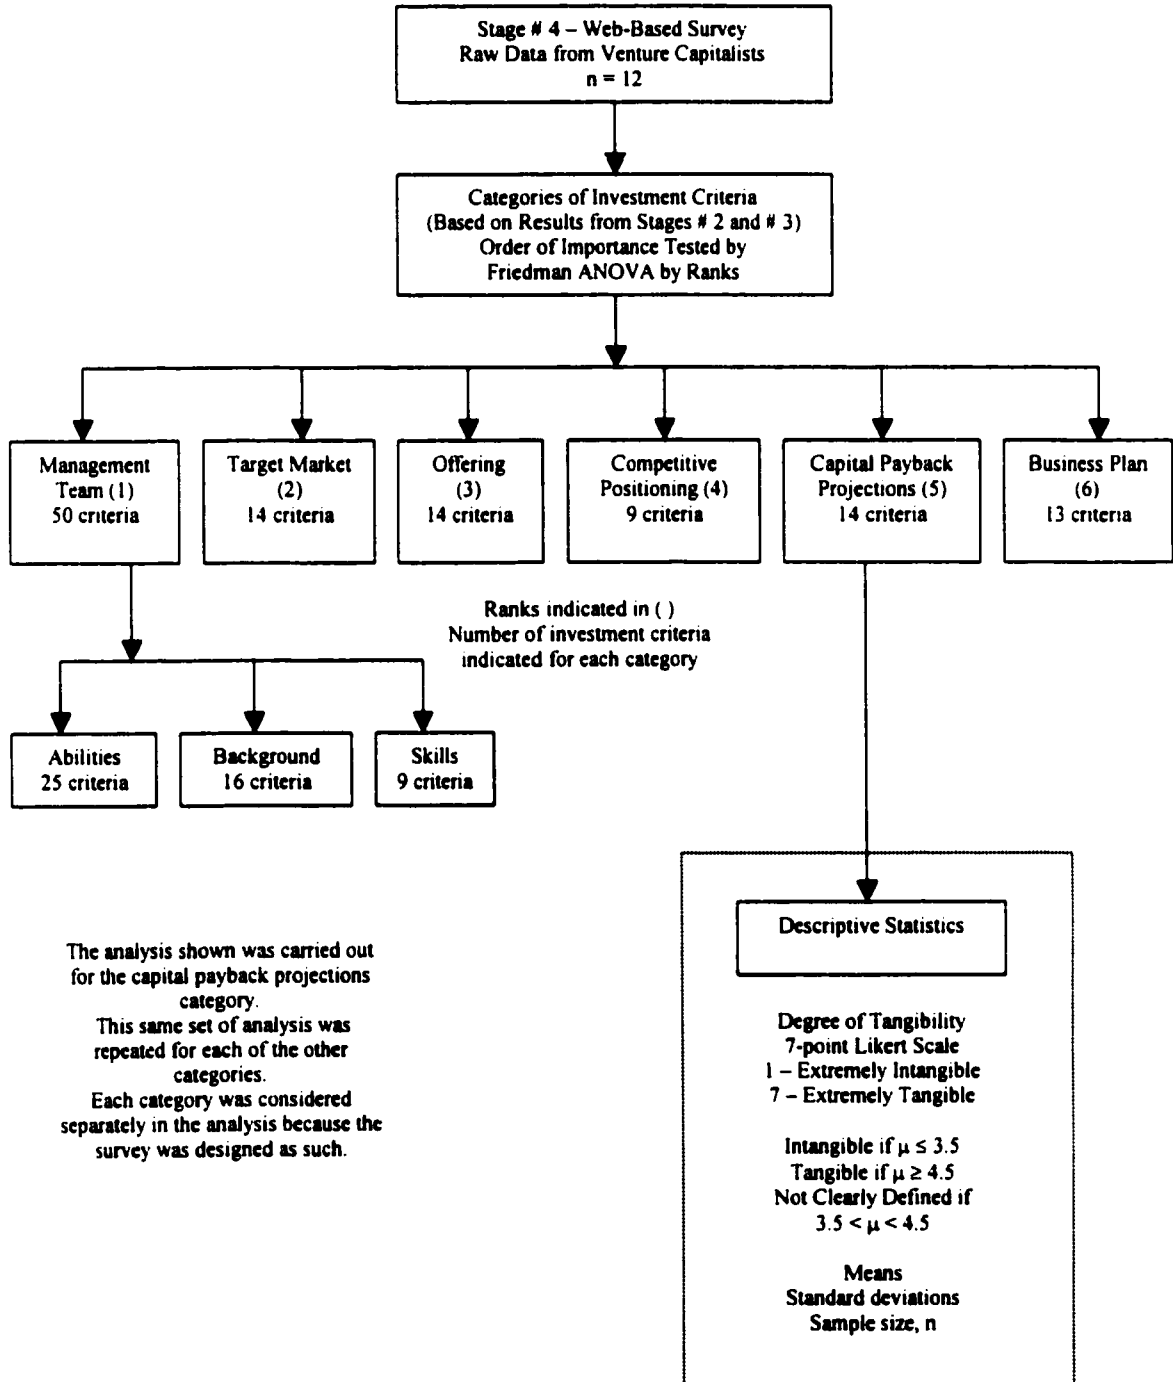 Stage # 4 – Web-Based Survey
Raw Data from Venture Capitalists
n = 12
Categories of Investment Criteria
(Based on Results from Stages # 2 and # 3)
Order of Importance Tested by
Friedman ANOVA by Ranks
Management
Team (1)
50 criteria
Target Market
(2)
14 criteria
Offering
(3)
14 criteria
Competitive
Positioning (4)
9 criteria
Capital Payback
Projections (5)
14 criteria
Business Plan
(6)
13 criteria
Ranks indicated in ( )
Number of investment criteria
indicated for each category
Abilities
25 criteria
Background
16 criteria
Skills
9 criteria
The analysis shown was carried out
for the capital payback projections
category.
This same set of analysis was
repeated for each of the other
categories.
Each category was considered
separately in the analysis because the
survey was designed as such.
Descriptive Statistics
Degree of Tangibility
7-point Likert Scale
1 – Extremely Intangible
7 – Extremely Tangible
Intangible if μ ≤ 3.5
Tangible if μ ≥ 4.5
Not Clearly Defined if
3.5 < μ < 4.5
Means
Standard deviations
Sample size, n